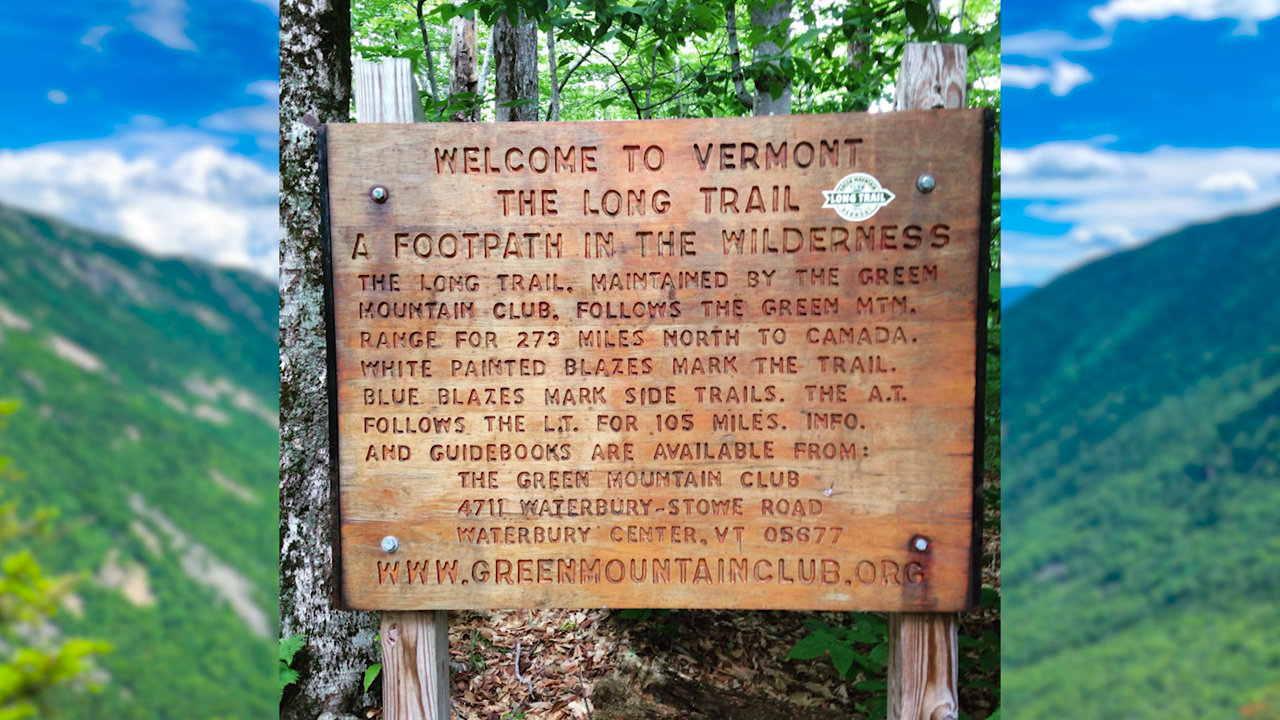 WELCOME TO VERMONT
THE LONG TRAIL
LONG TRAIL
A FOOTPATH IN THE WILDERNESS
THE LONG TRAIL, MAINTAINED BY THE GREEN
MOUNTAIN CLUB, FOLLOWS THE GREEN MTN.
RANGE FOR 273 MILES NORTH TO CANADA.
WHITE PAINTED BLAZES MARK THE TRAIL.
BLUE BLAZES MARK SIDE TRAILS. THE A.T.
FOLLOWS THE L.T. FOR 105 MILES. INFO.
AND GUIDEBOOKS ARE AVAILABLE FROM:
THE GREEN MOUNTAIN CLUB
4711 WATERBURY-STOWE ROAD
WATERBURY CENTER, VT 05677
WWW.GREENMOUNTAINCLUB.ORG